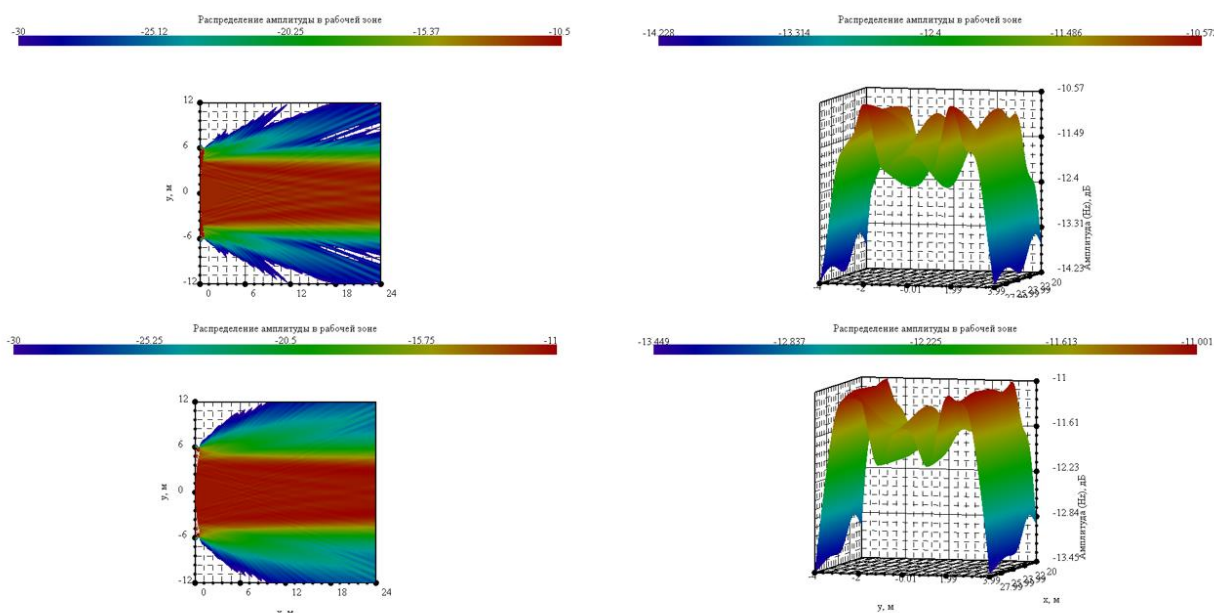 Распределение амплитуды в рабочей зоне
-30 -25.12 -20.25 -15.37 -10.5
12
6
y, м
0
-6
-12
0 6 12 18 24
Распределение амплитуды в рабочей зоне
-14.228 -13.314 -12.4 -11.486 -10.572
-10.57
-11.49
-12.4
-13.31
-14.23
Амплитуда (Hz), дБ
-2 -0.01 1.99 3.99 20
Распределение амплитуды в рабочей зоне
-30 -25.25 -20.5 -15.75 -11
12
6
y, м
0
-6
-12
0 6 12 18 24
x, м
Распределение амплитуды в рабочей зоне
-13.449 -12.837 -12.225 -11.613 -11.001
-11
-11.61
-12.23
-12.84
-13.45
Амплитуда (Hz), дБ
-2 -0.01 1.99 3.99 20
y, м
x, м